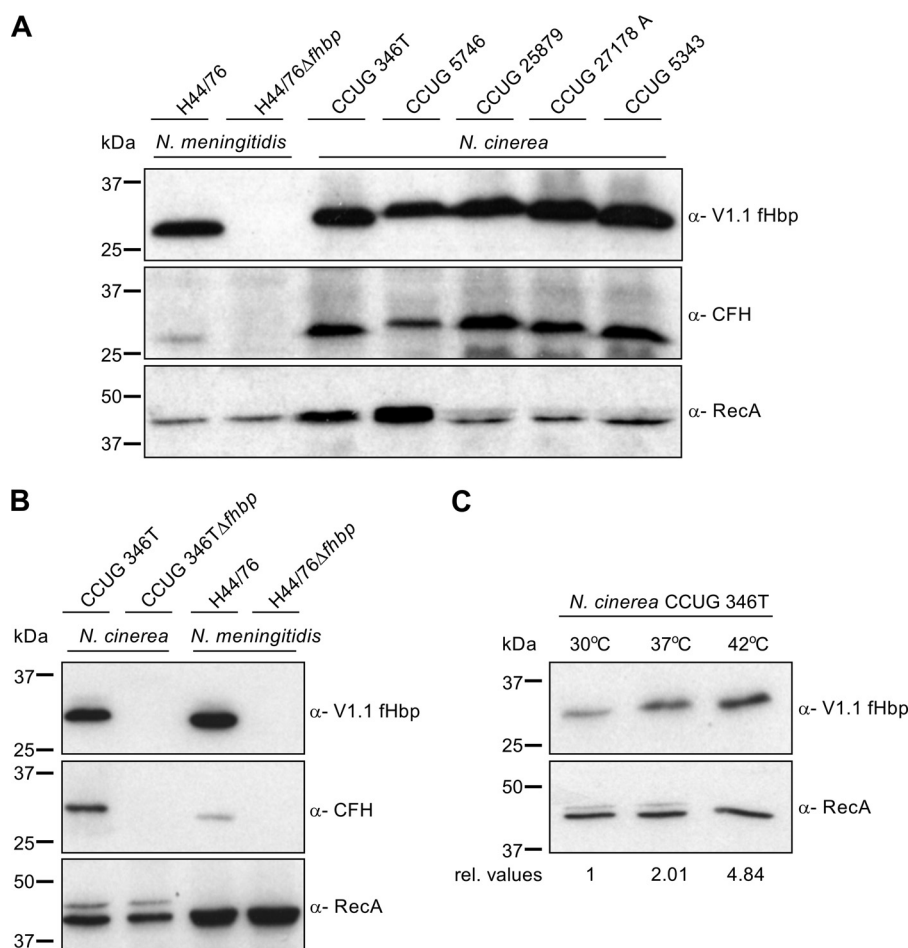 A
H44/76
H44/76Δfhbp
CCUG 346T
CCUG 5746
CCUG 25879
CCUG 27178 A
CCUG 5343
kDa
N. meningitidis
N. cinerea
37
25
α- V1.1 fHbp
37
25
α- CFH
50
37
α- RecA
B
CCUG 346T
CCUG 346TΔfhbp
H44/76
H44/76Δfhbp
kDa
N. cinerea
N. meningitidis
37
25
α- V1.1 fHbp
37
25
α- CFH
50
37
α- RecA
C
N. cinerea CCUG 346T
kDa
30ºC 37ºC 42ºC
37
25
α- V1.1 fHbp
50
37
α- RecA
rel. values 1 2.01 4.84